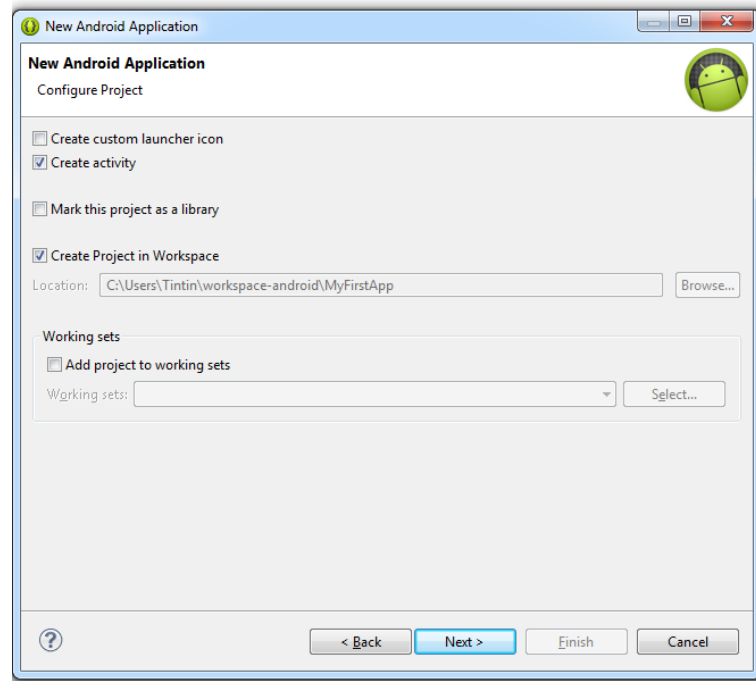 New Android Application
New Android Application
Configure Project
Create custom launcher icon
Create activity
Mark this project as a library
Create Project in Workspace
Location: C:\Users\Tintin\workspace-android\MyFirstApp Browse...
Working sets
Add project to working sets
Working sets: Select...
? < Back Next > Finish Cancel